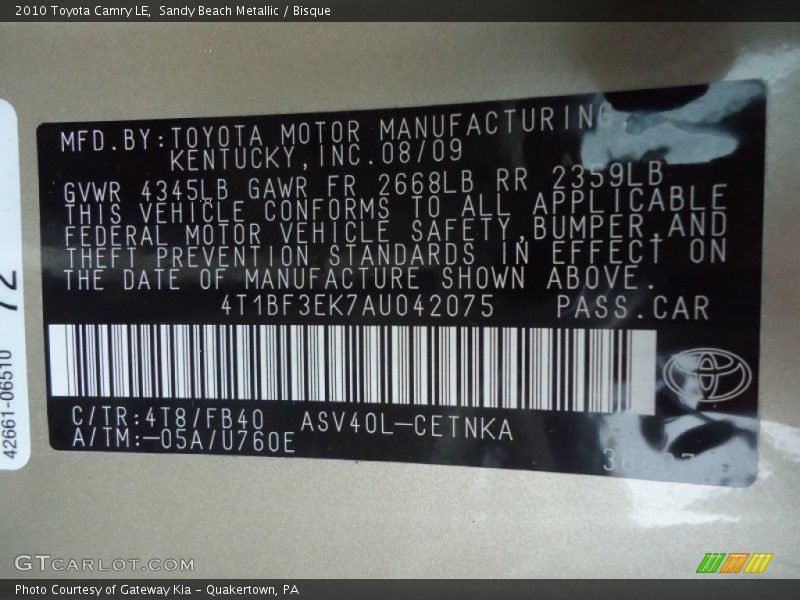 2010 Toyota Camry LE, Sandy Beach Metallic / Bisque
MFD.BY:TOYOTA MOTOR MANUFACTURING
KENTUCKY,INC.08/09
GVWR 4345LB GAWR FR 2668LB RR 2359LB
THIS VEHICLE CONFORMS TO ALL APPLICABLE
FEDERAL MOTOR VEHICLE SAFETY,BUMPER,AND
THEFT PREVENTION STANDARDS IN EFFECT ON
THE DATE OF MANUFACTURE SHOWN ABOVE.
4T1BF3EK7AU042075 PASS.CAR
C/TR:4T8/FB40 ASV40L-CETNKA
A/TM:-05A/U760E
42661-06510
72
GTCARLOT.COM
Photo Courtesy of Gateway Kia - Quakertown, PA